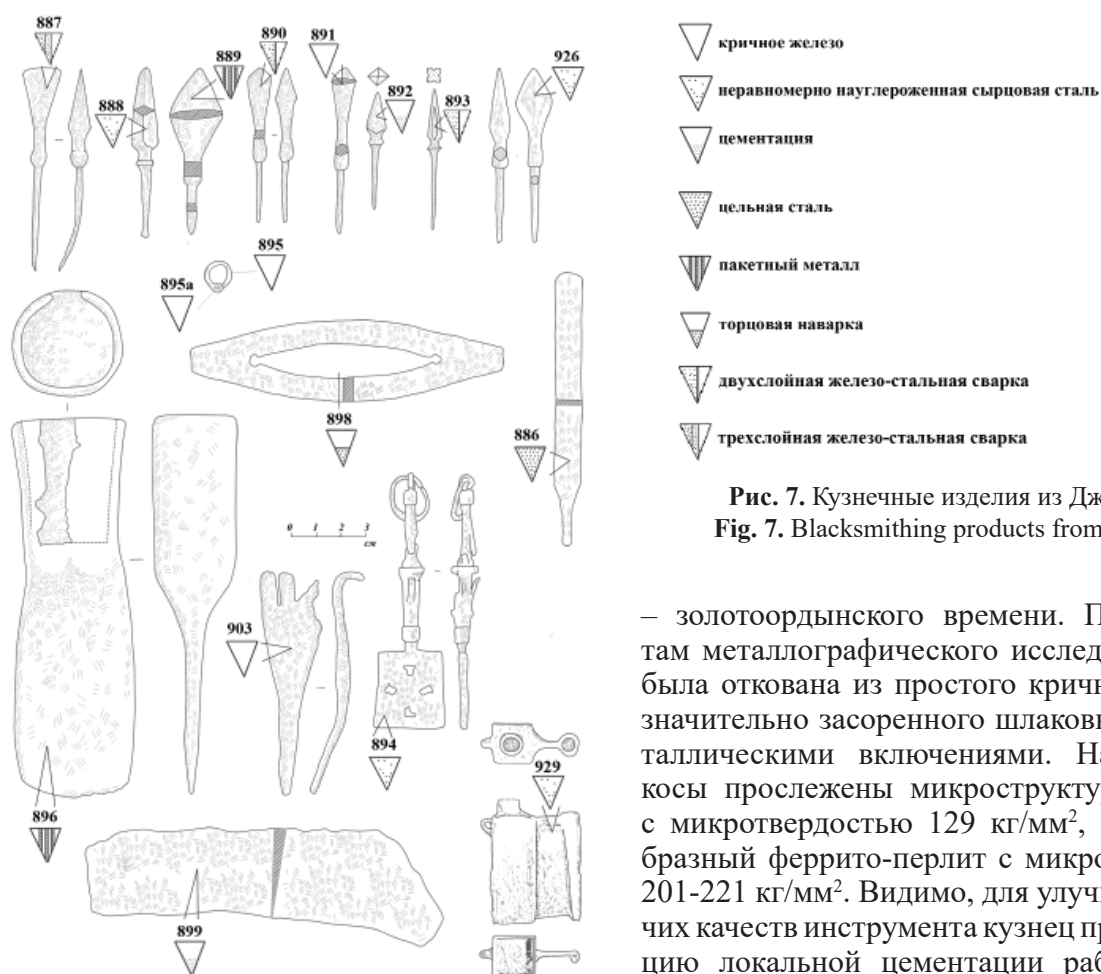 887
890
891
889
926
888
892
893
895
895а
898
886
0 1 2 3
см
903
894
929
896
899
кричное железо
неравномерно науглероженная сырцовая сталь
цементация
цельная сталь
пакетный металл
торцовая наварка
двухслойная железо-стальная сварка
трехслойная железо-стальная сварка
Рис. 7. Кузнечные изделия из Дж
Fig. 7. Blacksmithing products from
– золотоордынского времени. П
там металлографического исслед
была откована из простого кричн
значительно засоренного шлаковн
таллическими включениями. На
косы прослежены микроструктур
с микротвердостью 129 кг/мм²,
бразный феррито-перлит с микро
201-221 кг/мм². Видимо, для улучш
чих качеств инструмента кузнец пр
цию локальной цементации раб